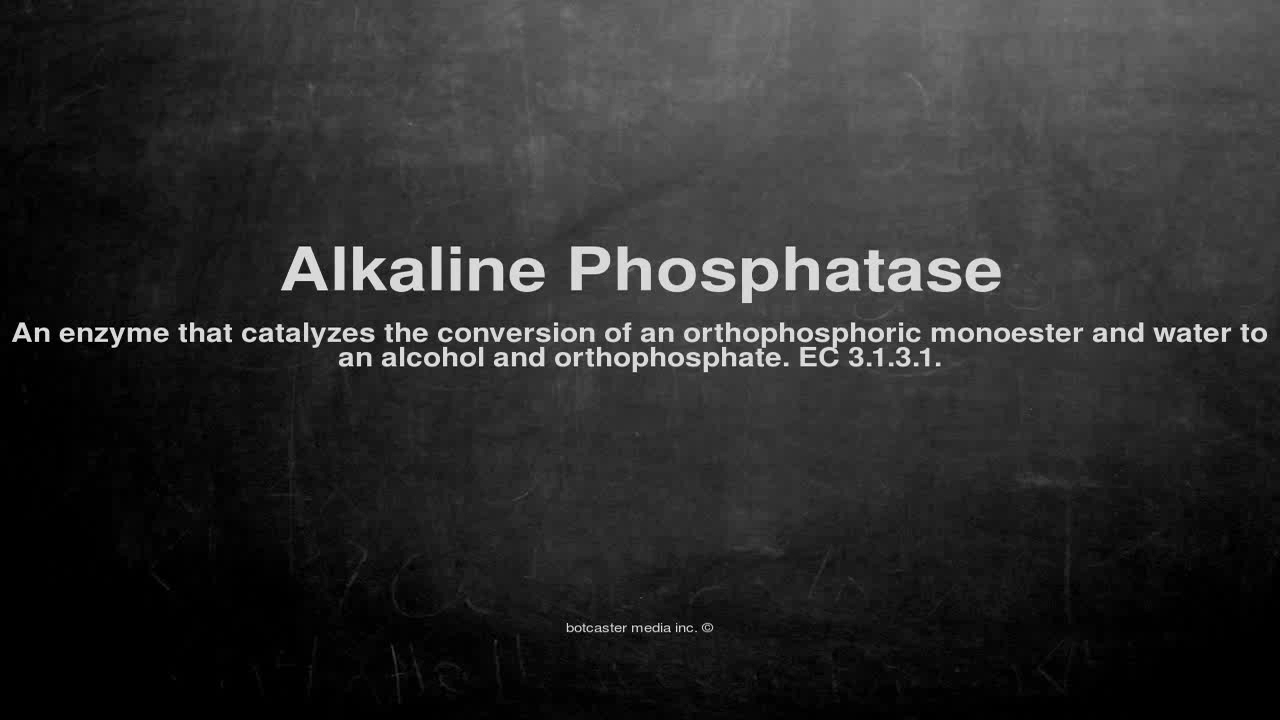 Alkaline Phosphatase
An enzyme that catalyzes the conversion of an orthophosphoric monoester and water to
an alcohol and orthophosphate. EC 3.1.3.1.
botcaster media inc. ©